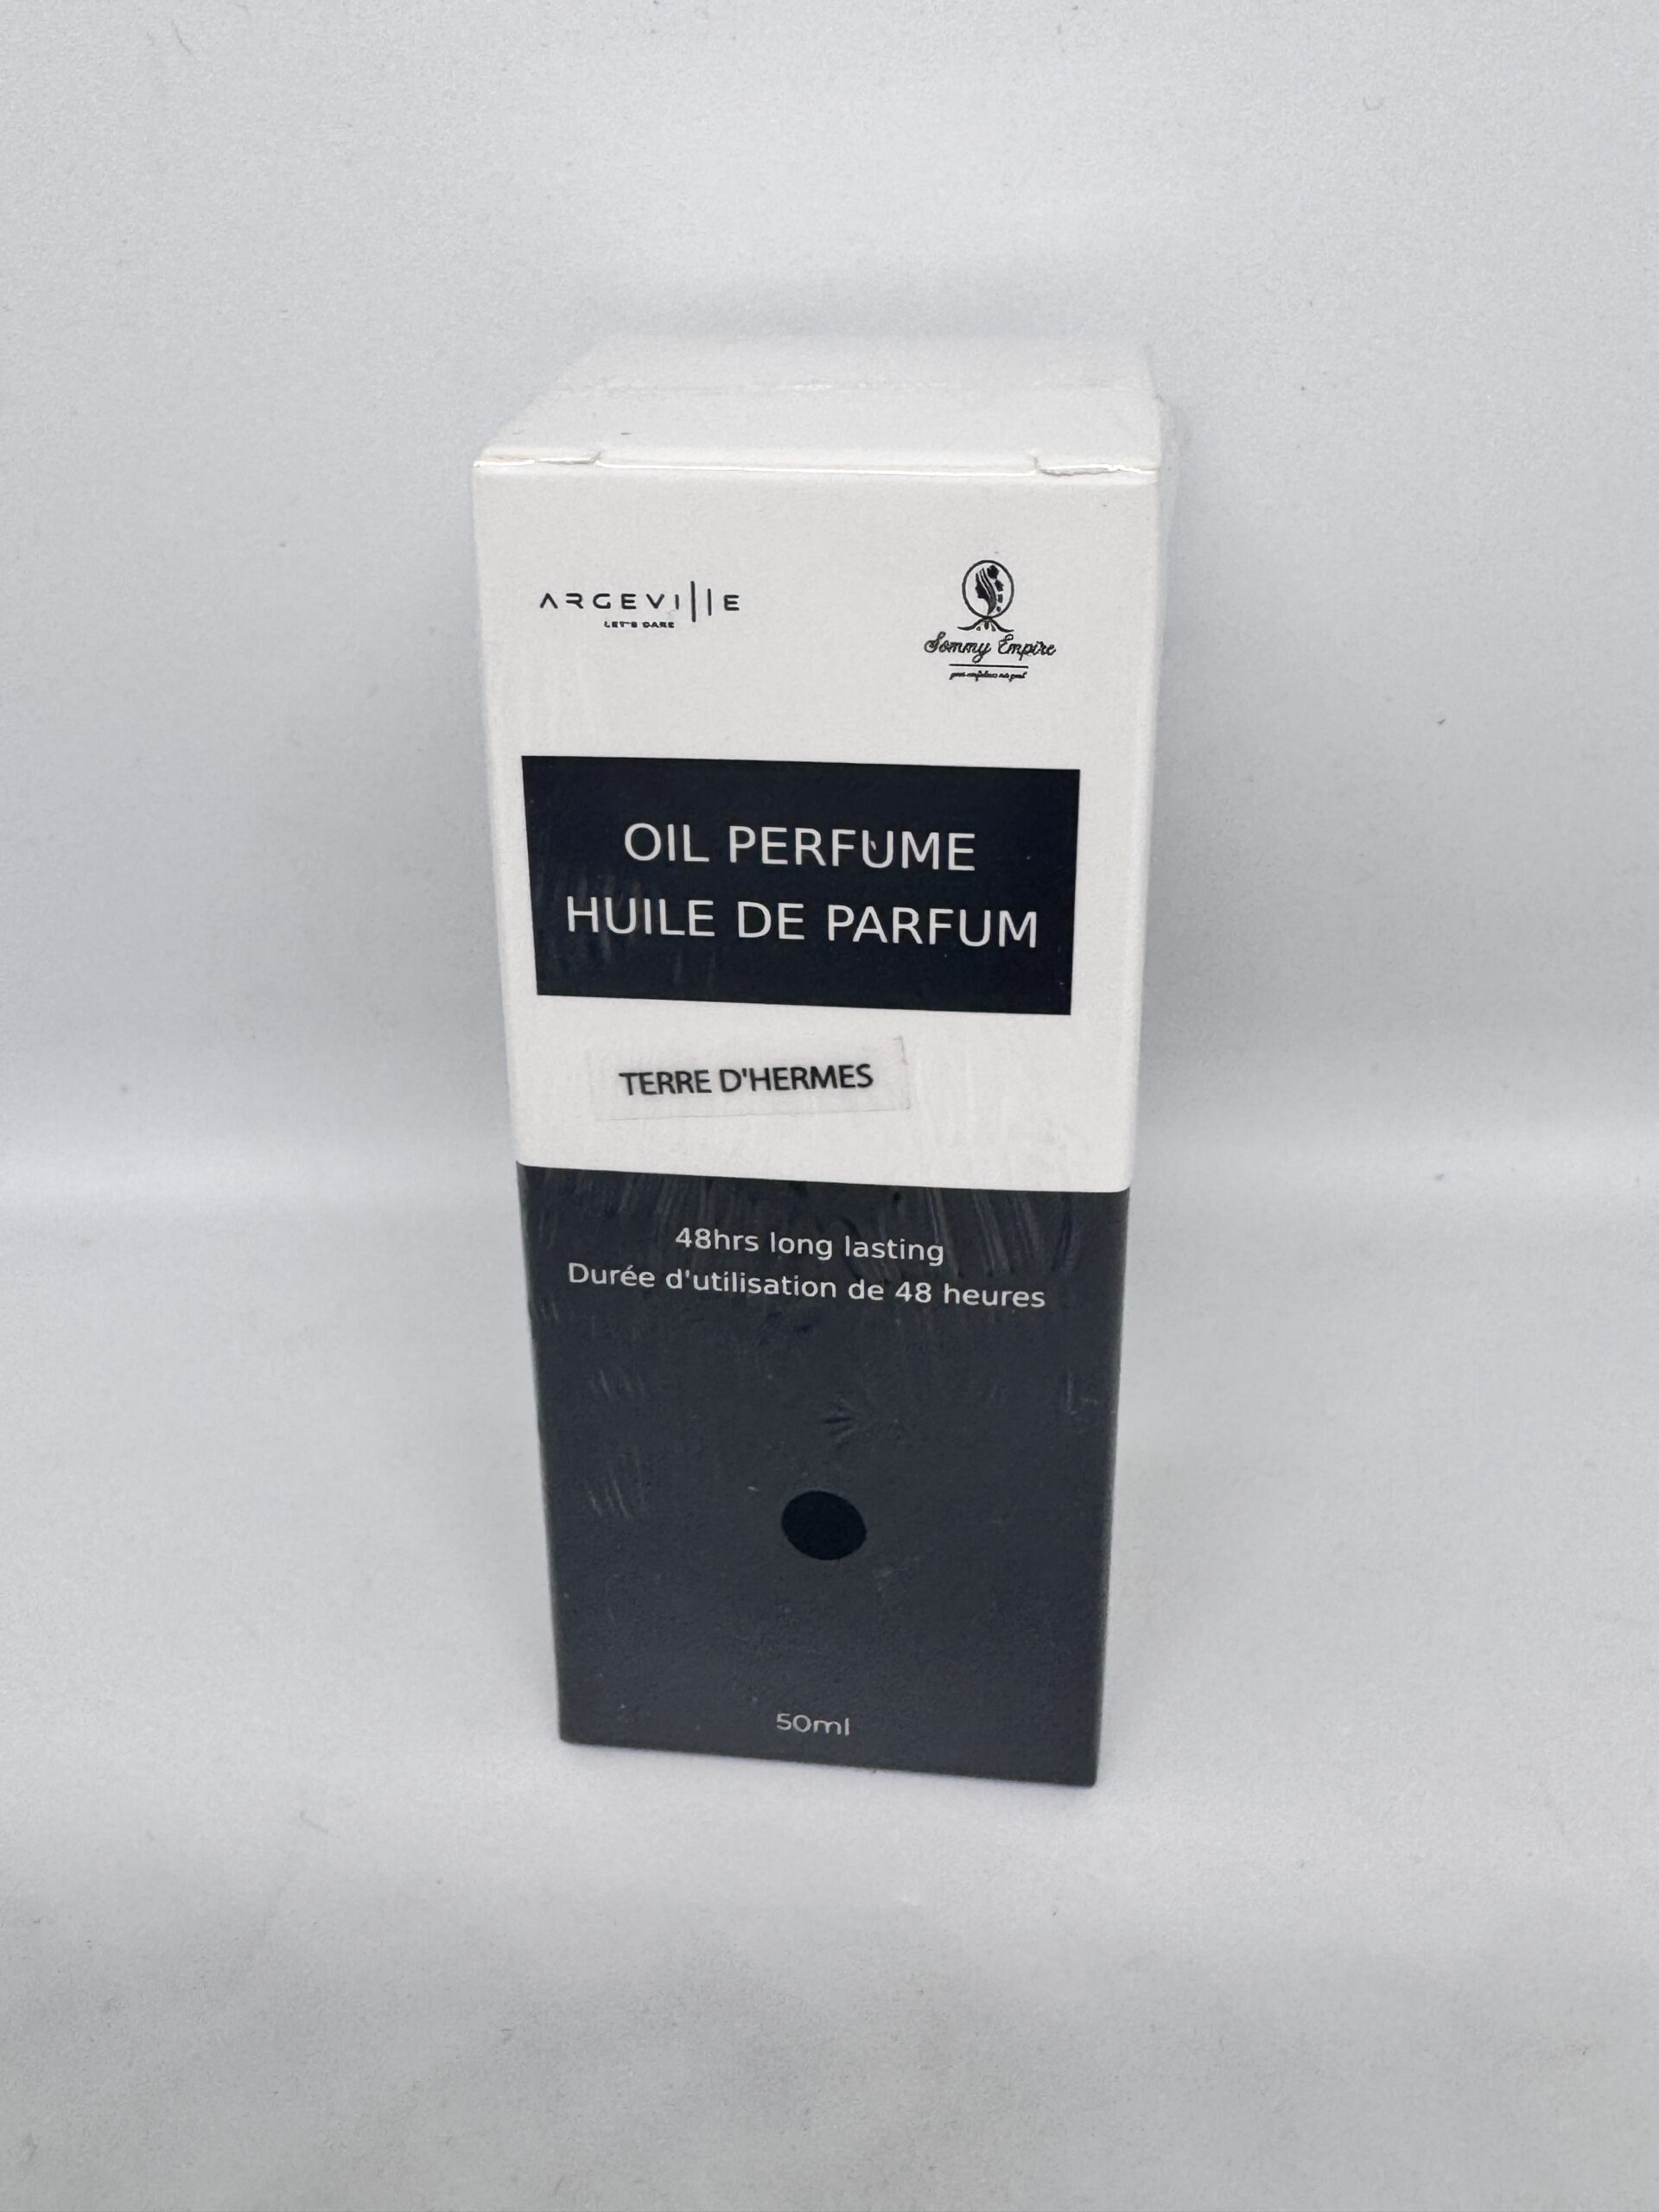 ARGEVILLE
LET'S DARE
Sommy Empire
OIL PERFUME
HUILE DE PARFUM
TERRE D'HERMES
48hrs long lasting
Durée d'utilisation de 48 heures
50ml